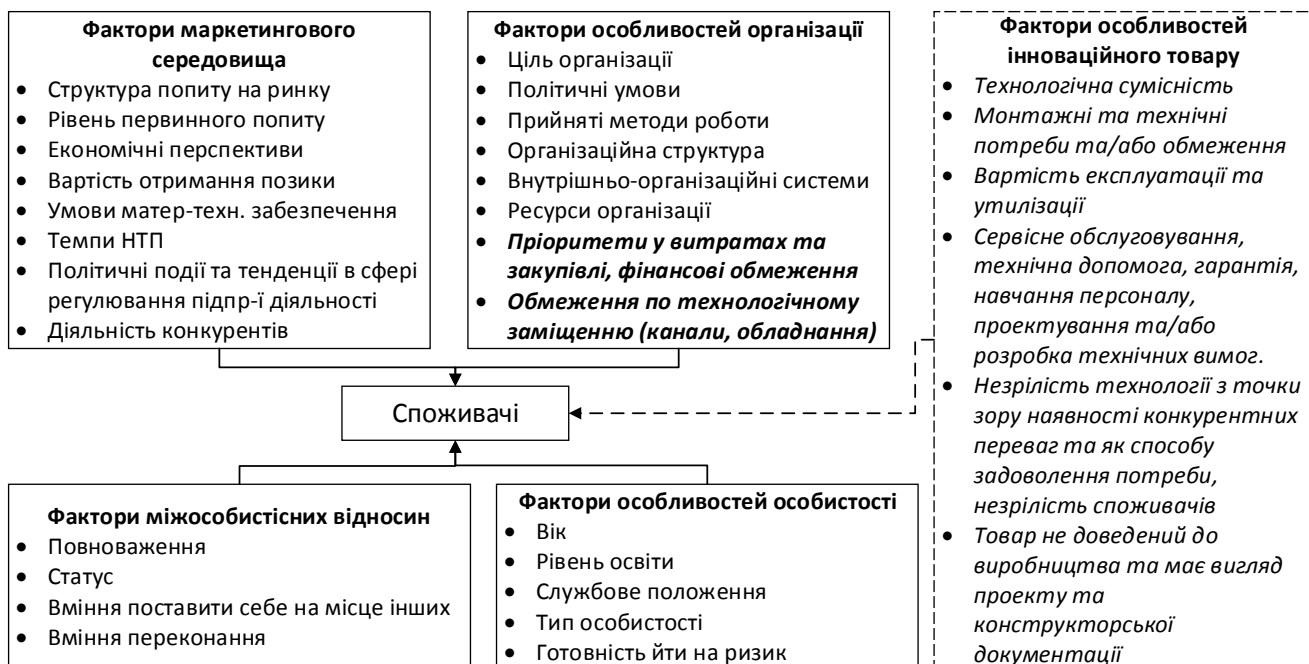 Фактори маркетингового
середовища
• Структура попиту на ринку
• Рівень первинного попиту
• Економічні перспективи
• Вартість отримання позики
• Умови матер-техн. забезпечення
• Темпи НТП
• Політичні події та тенденції в сфері
регулювання підпр-ї діяльності
• Діяльність конкурентів
Фактори особливостей організації
• Ціль організації
• Політичні умови
• Прийняті методи роботи
• Організаційна структура
• Внутрішньо-організаційні системи
• Ресурси організації
• Пріоритети у витратах та
закупівлі, фінансові обмеження
• Обмеження по технологічному
заміщенню (канали, обладнання)
Фактори особливостей
інноваційного товару
• Технологічна сумісність
• Монтажні та технічні
потреби та/або обмеження
• Вартість експлуатації та
утилізації
• Сервісне обслуговування,
технічна допомога, гарантія,
навчання персоналу,
проектування та/або
розробка технічних вимог.
• Незрілість технології з точки
зору наявності конкурентних
переваг та як способу
задоволення потреби,
незрілість споживачів
• Товар не доведений до
виробництва та має вигляд
проекту та
конструкторської
документації
Споживачі
Фактори міжособистісних відносин
• Повноваження
• Статус
• Вміння поставити себе на місце інших
• Вміння переконання
Фактори особливостей особистості
• Вік
• Рівень освіти
• Службове положення
• Тип особистості
• Готовність йти на ризик